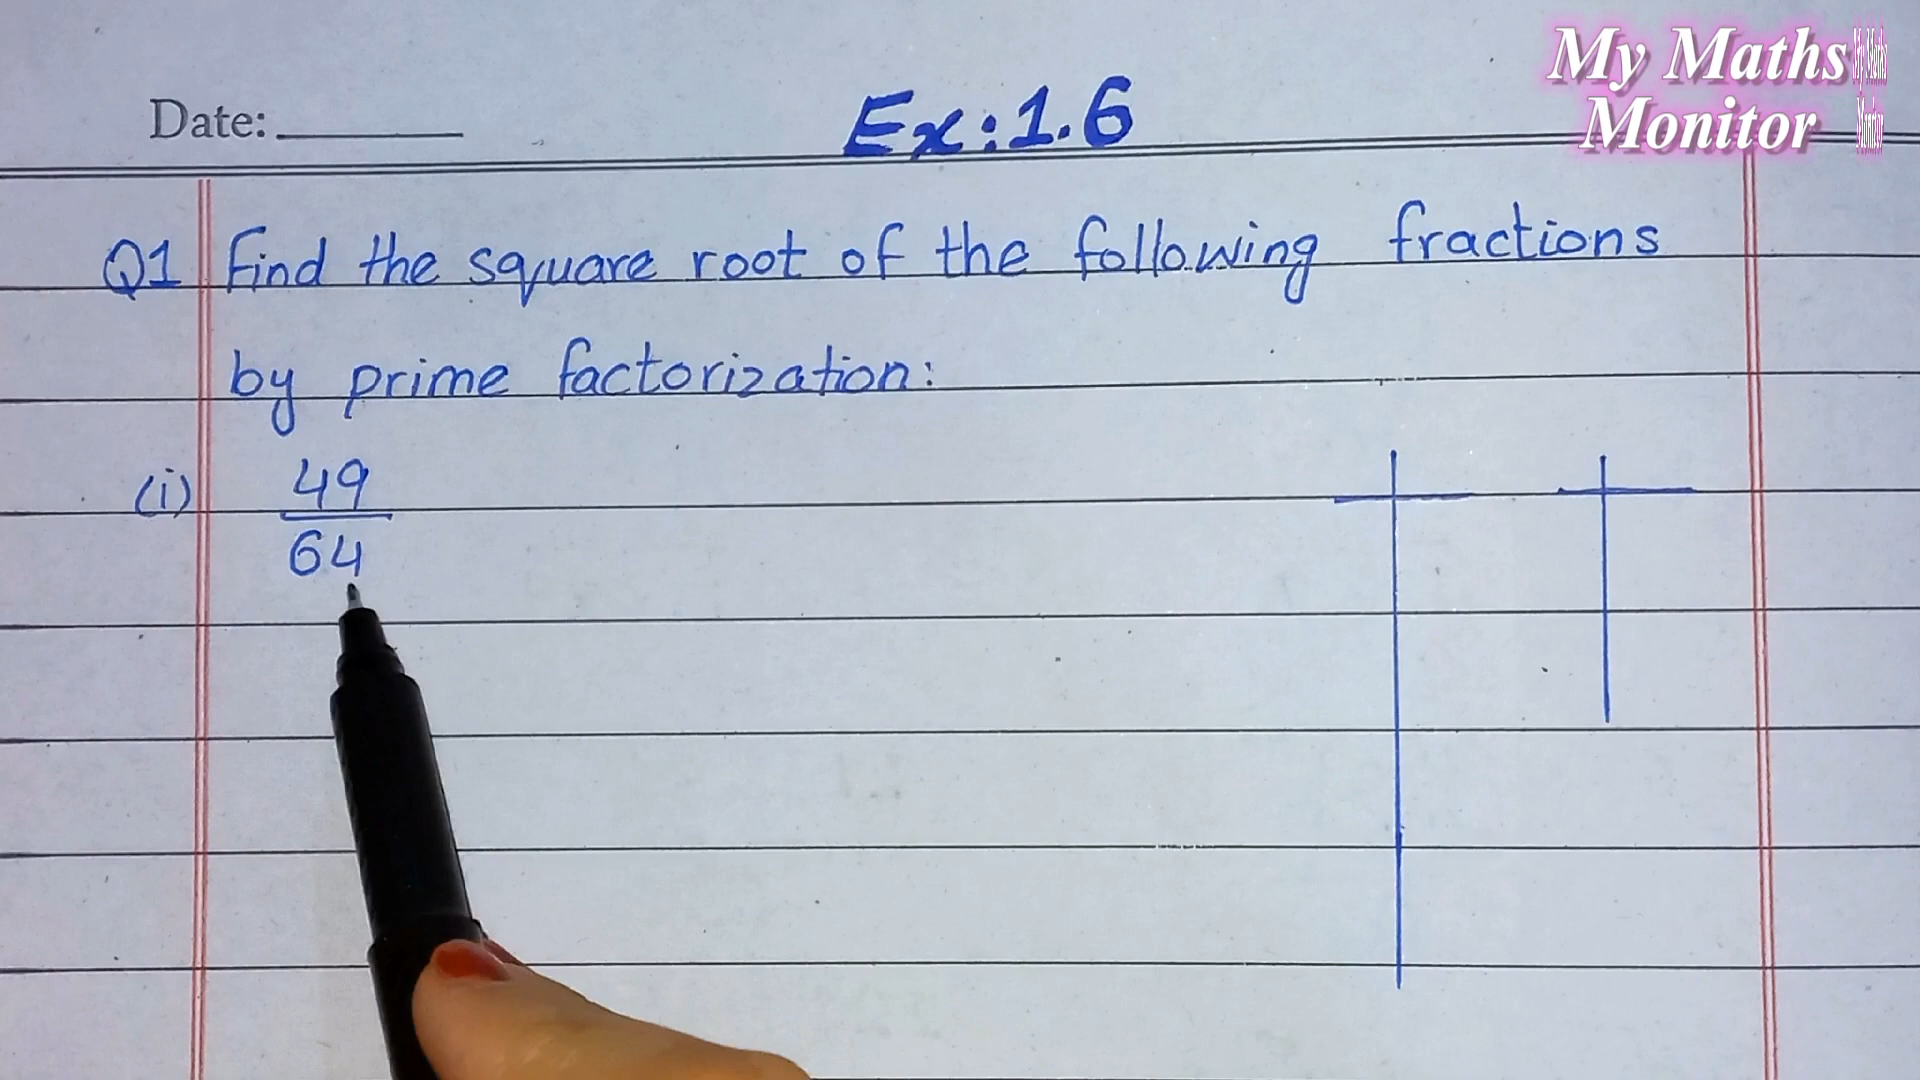 My Maths
Monitor
Date:
Ex:1.6
Q1 Find the square root of the following fractions
by prime factorization:
(i) 49
64